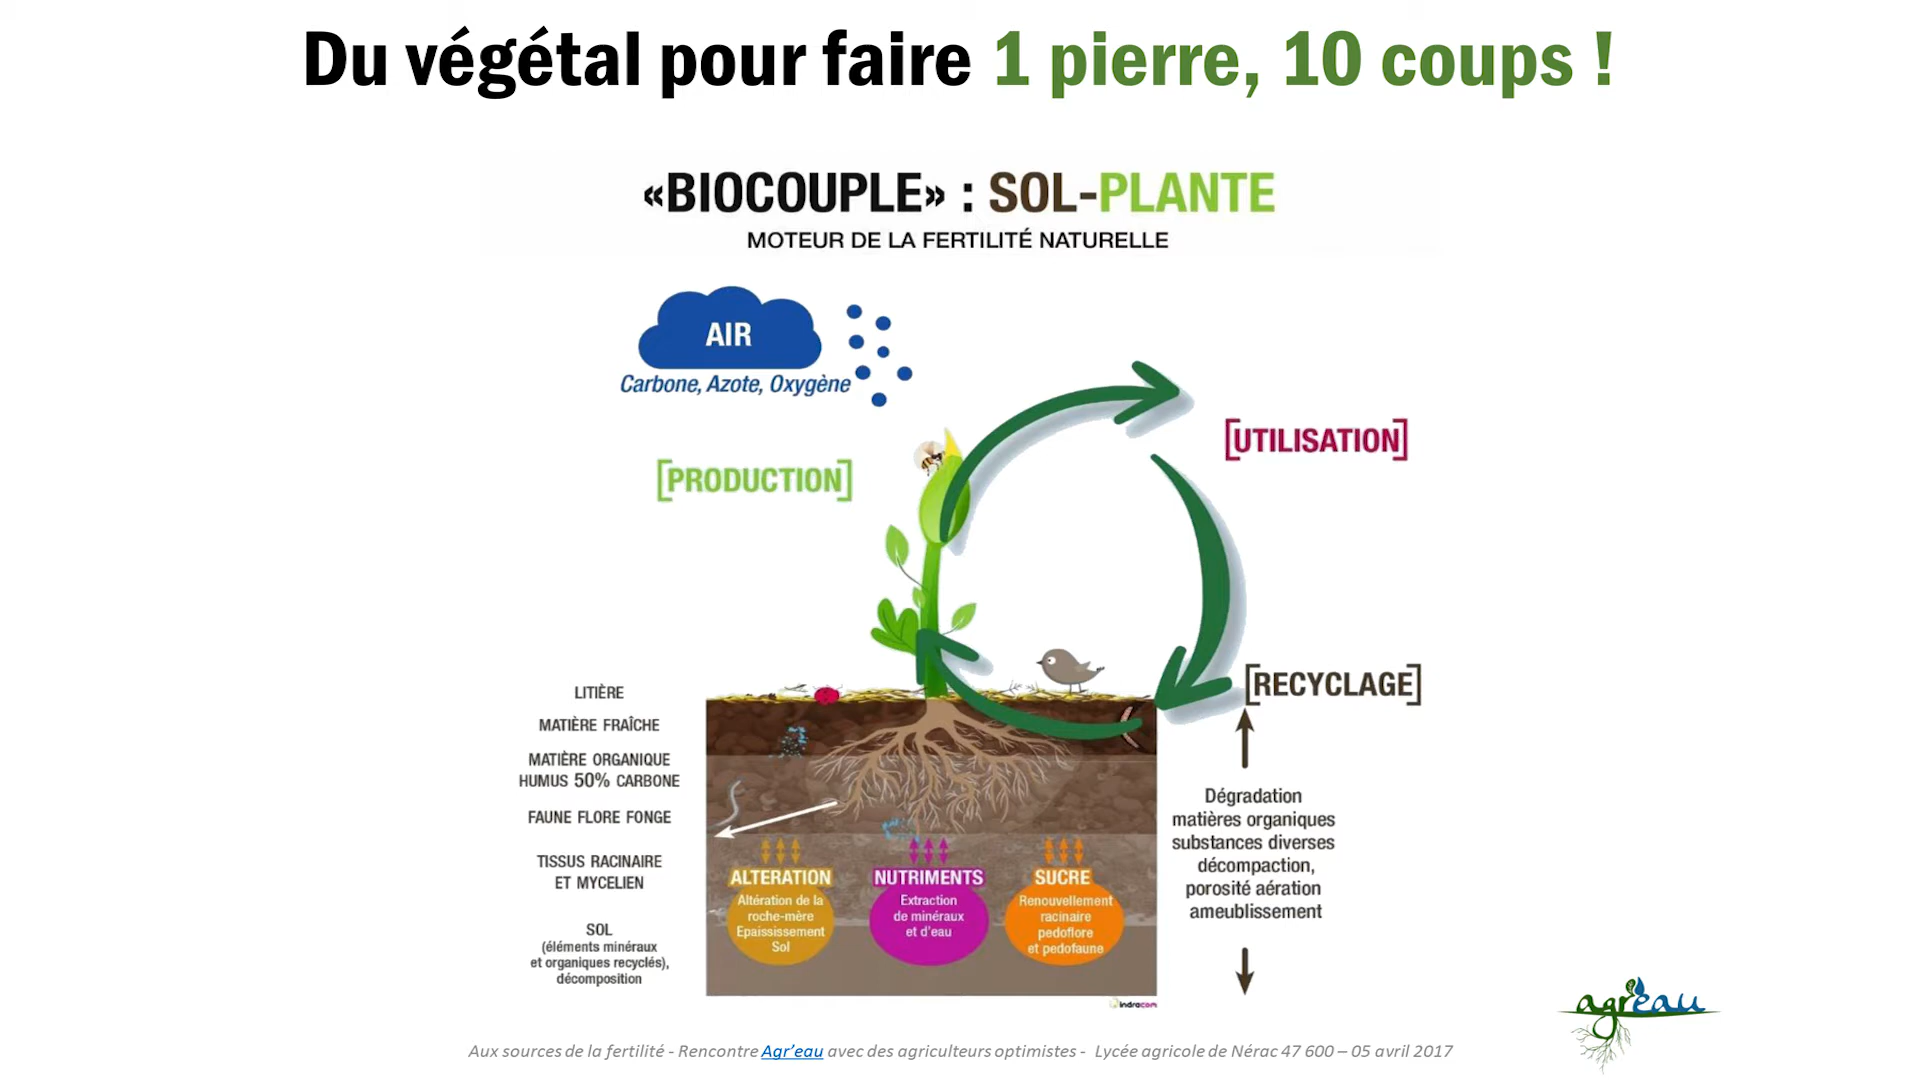 Du végétal pour faire 1 pierre, 10 coups !
«BIOCOUPLE» : SOL-PLANTE
MOTEUR DE LA FERTILITÉ NATURELLE
AIR
Carbone, Azote, Oxygène
[PRODUCTION]
[UTILISATION]
[RECYCLAGE]
LITIÈRE
MATIÈRE FRAÎCHE
MATIÈRE ORGANIQUE
HUMUS 50% CARBONE
FAUNE FLORE FONGE
TISSUS RACINAIRE
ET MYCELIEN
SOL
(éléments minéraux
et organiques recyclés),
décomposition
ALTERATION
Altération de la
roche-mère
Epaississement
Sol
NUTRIMENTS
Extraction
de minéraux
et d'eau
SUCRE
Renouvellement
racinaire
pedoflore
et pedofaune
Dégradation
matières organiques
substances diverses
décompaction,
porosité aération
ameublissement
indracom
agr'eau
Aux sources de la fertilité - Rencontre Agr'eau avec des agriculteurs optimistes - Lycée agricole de Nérac 47 600 – 05 avril 2017